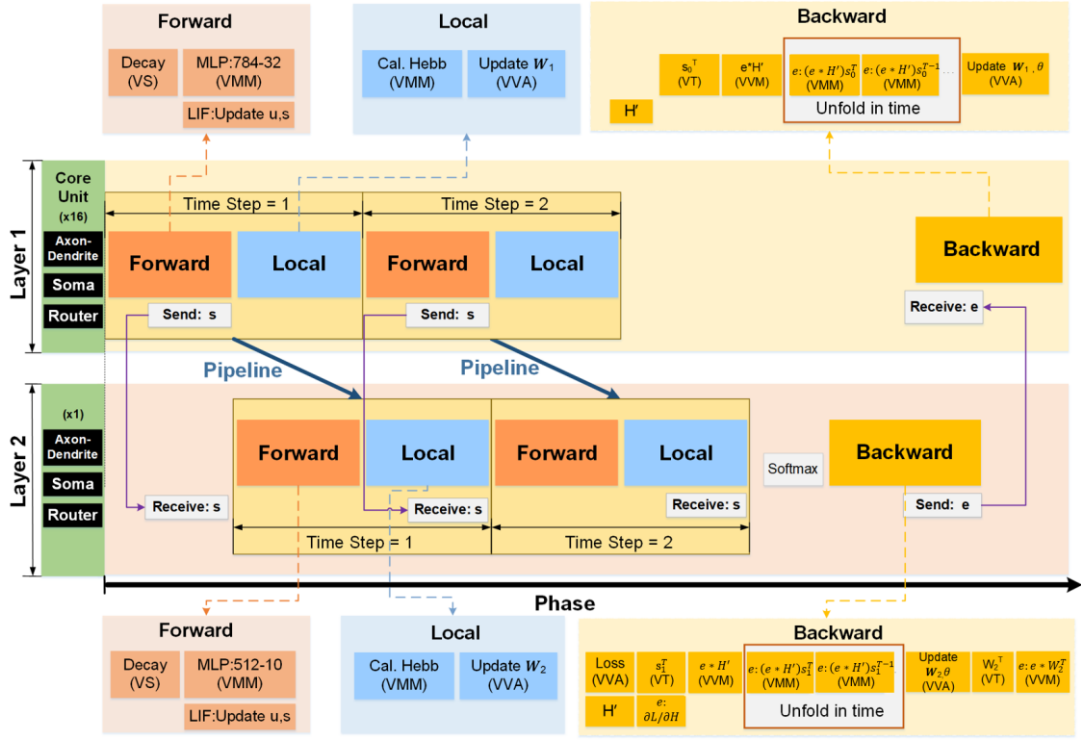 Forward
Decay
(VS)
MLP:784-32
(VMM)
LIF:Update u,s
Local
Cal. Hebb
(VMM)
Update W₁
(VVA)
Backward
H′
s₀ᵀ
(VT)
e*H′
(VVM)
e:(e * H′)s₀ᵀ
(VMM)
e:(e * H′)s₀ᵀ⁻¹
(VMM)
...
Unfold in time
Update W₁, θ
(VVA)
Layer 1
Core
Unit
(x16)
Axon-
Dendrite
Soma
Router
Time Step = 1
Time Step = 2
Forward
Local
Forward
Local
Backward
Send: s
Send: s
Receive: e
Pipeline
Pipeline
Layer 2
(x1)
Axon-
Dendrite
Soma
Router
Forward
Local
Forward
Local
Softmax
Backward
Receive: s
Receive: s
Receive: s
Send: e
Time Step = 1
Time Step = 2
Phase
Forward
Decay
(VS)
MLP:512-10
(VMM)
LIF:Update u,s
Local
Cal. Hebb
(VMM)
Update W₂
(VVA)
Backward
Loss
(VVA)
H′
s₁ᵀ
(VT)
e:
∂L/∂H
e * H′
(VVM)
e:(e * H′)s₁ᵀ
(VMM)
e:(e * H′)s₁ᵀ⁻¹
(VMM)
Unfold in time
Update
W₂,θ
(VVA)
W₂ᵀ
(VT)
e: e * W₂ᵀ
(VMM)